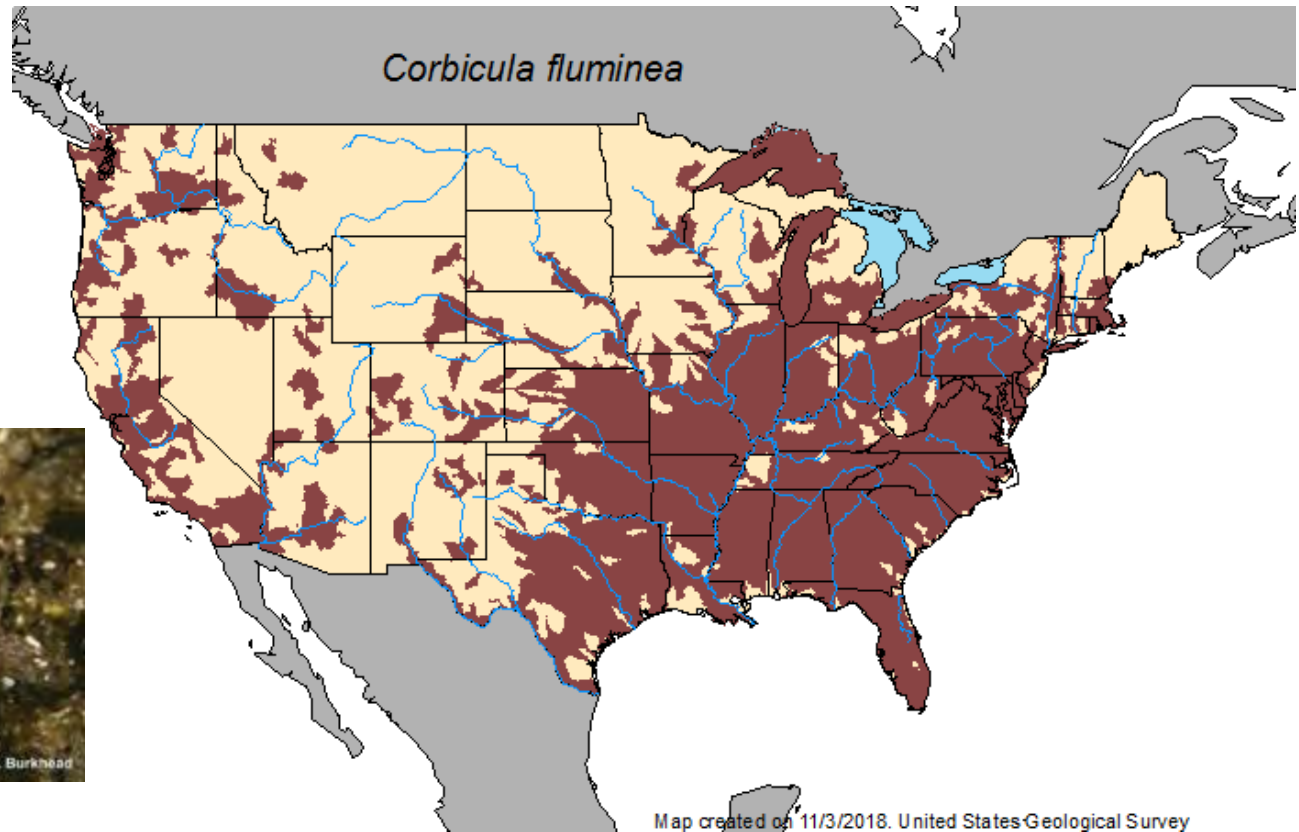 Corbicula fluminea
Burkhead
Map created on 11/3/2018. United States Geological Survey